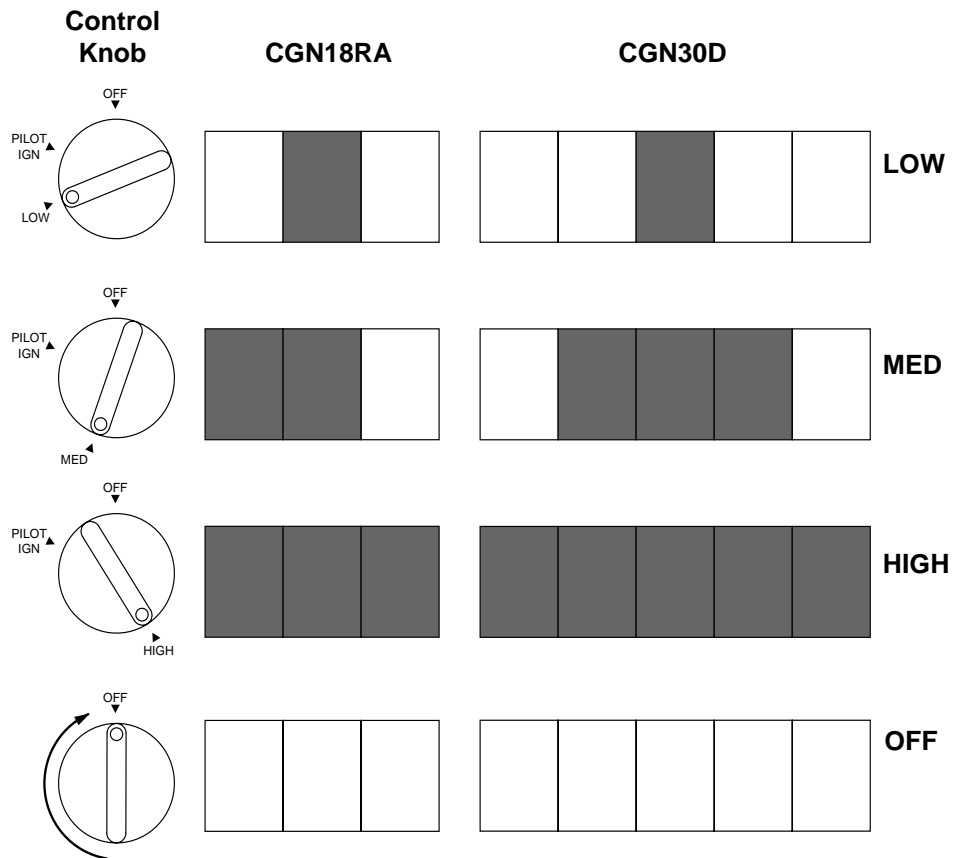 Control
Knob
CGN18RA
CGN30D
OFF
PILOT
IGN
LOW
LOW
OFF
PILOT
IGN
MED
MED
OFF
PILOT
IGN
HIGH
HIGH
OFF
OFF